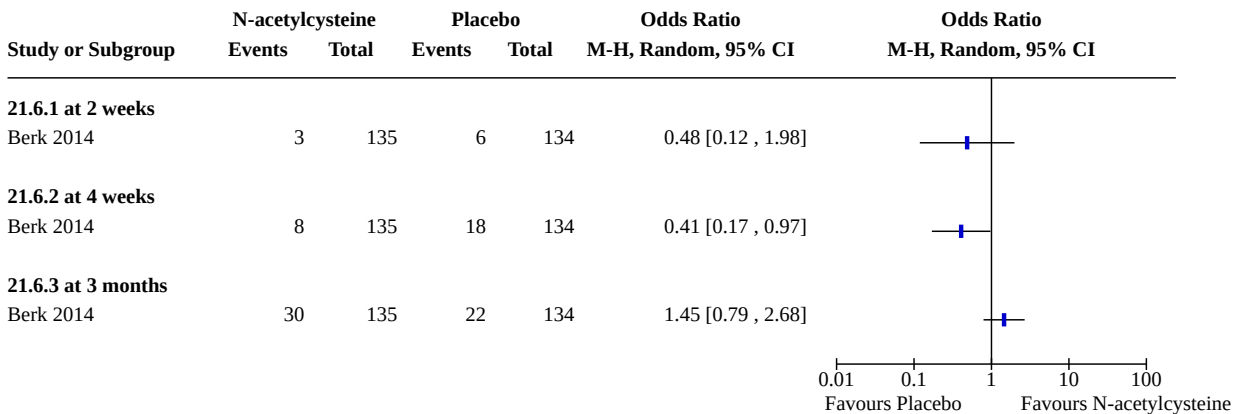 N-acetylcysteine Placebo Odds Ratio Odds Ratio
Study or Subgroup Events Total Events Total M-H, Random, 95% CI M-H, Random, 95% CI
21.6.1 at 2 weeks
Berk 2014 3 135 6 134 0.48 [0.12 , 1.98]
21.6.2 at 4 weeks
Berk 2014 8 135 18 134 0.41 [0.17 , 0.97]
21.6.3 at 3 months
Berk 2014 30 135 22 134 1.45 [0.79 , 2.68]
0.01 0.1 1 10 100
Favours Placebo Favours N-acetylcysteine